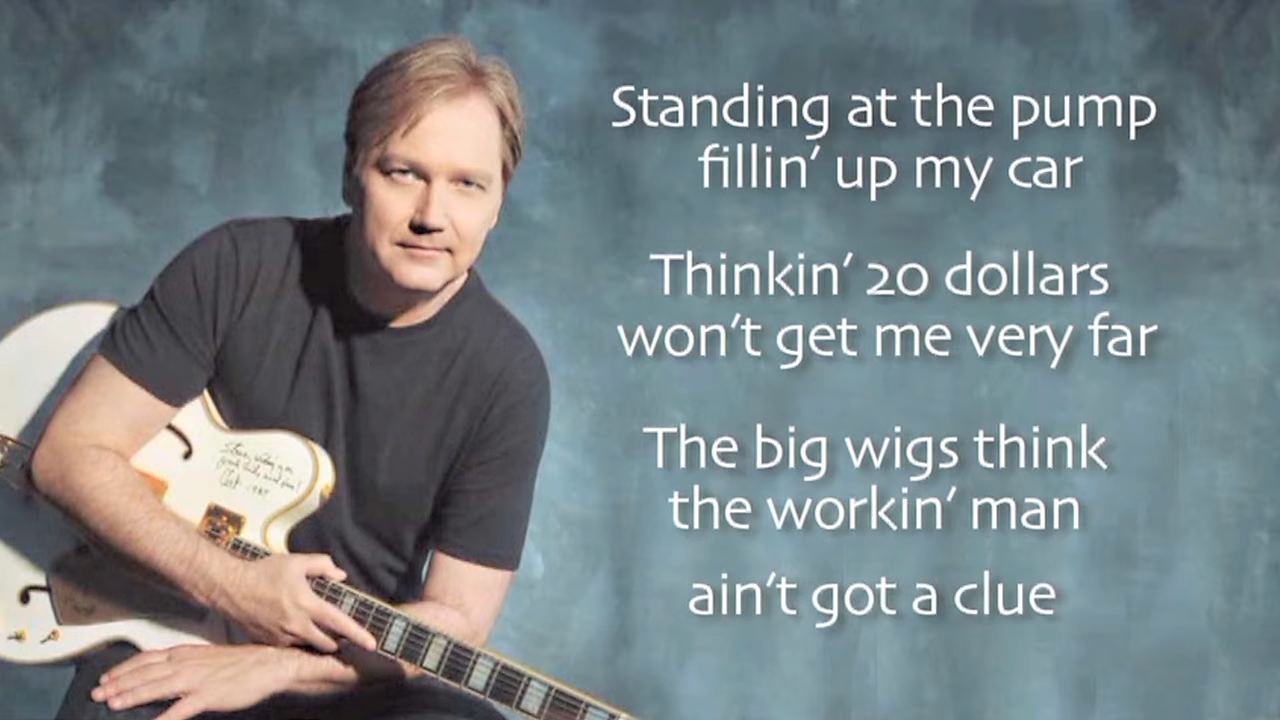 Standing at the pump
fillin’ up my car
Thinkin’ 20 dollars
won’t get me very far
The big wigs think
the workin’ man
ain’t got a clue